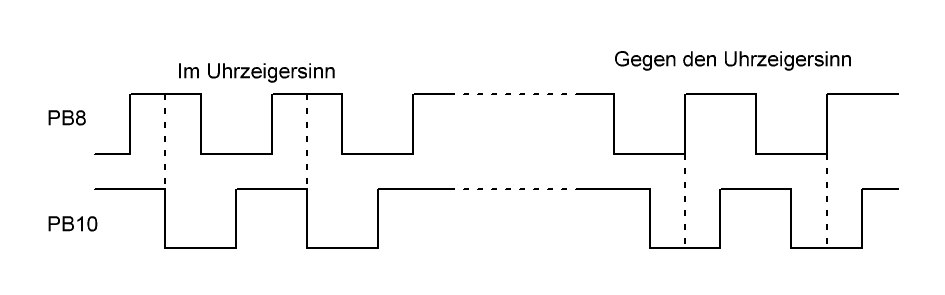 Im Uhrzeigersinn
Gegen den Uhrzeigersinn
PB8
PB10